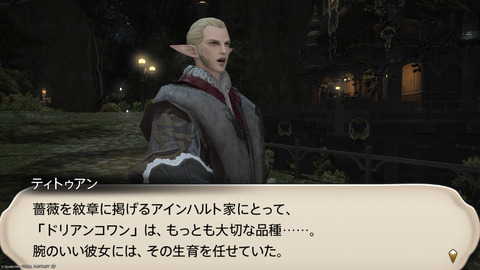 ティトゥアン
薔薇を紋章に掲げるアインハルト家にとって、
「ドリアンコワン」は、もっとも大切な品種……。
腕のいい彼女には、その生育を任せていた。